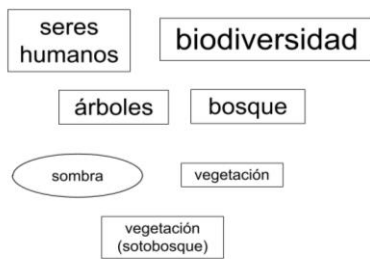 seres
humanos
biodiversidad
árboles
bosque
sombra
vegetación
vegetación
(sotobosque)